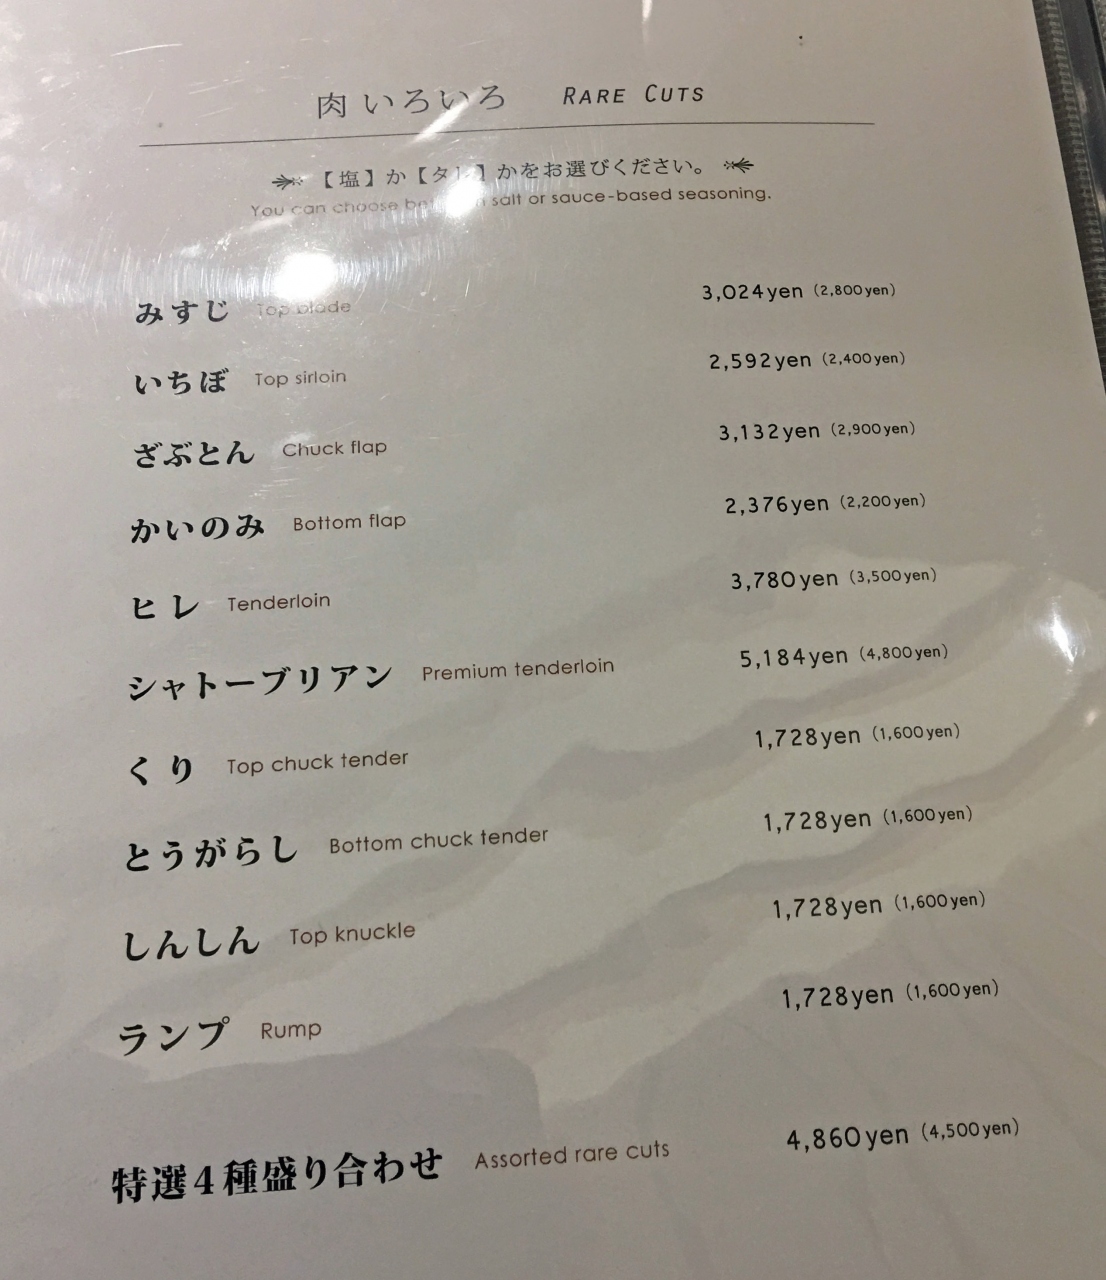 肉いろいろ RARE CUTS
【塩】か【タレ】かをお選びください。
You can choose between salt or sauce-based seasoning.
みすじ Top blade 3,024yen (2,800yen)
いちぼ Top sirloin 2,592yen (2,400yen)
ざぶとん Chuck flap 3,132yen (2,900yen)
かいのみ Bottom flap 2,376yen (2,200yen)
ヒレ Tenderloin 3,780yen (3,500yen)
シャトーブリアン Premium tenderloin 5,184yen (4,800yen)
くり Top chuck tender 1,728yen (1,600yen)
とうがらし Bottom chuck tender 1,728yen (1,600yen)
しんしん Top knuckle 1,728yen (1,600yen)
ランプ Rump 1,728yen (1,600yen)
特選4種盛り合わせ Assorted rare cuts 4,860yen (4,500yen)